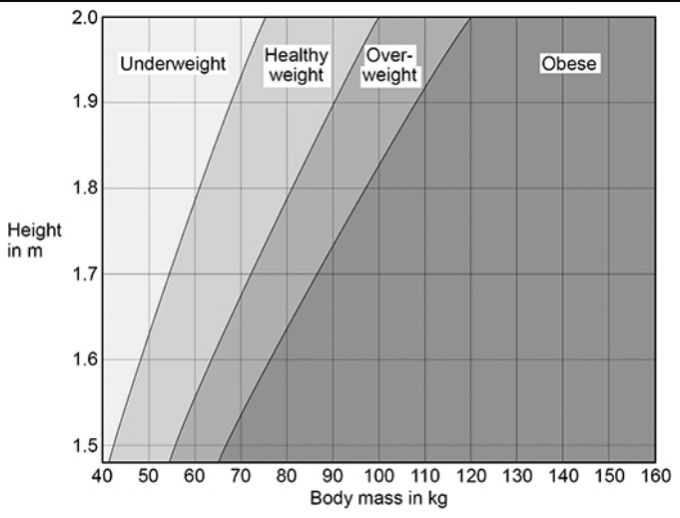 2.0
1.9
1.8
1.7
1.6
1.5
Height
in m
Underweight
Healthy
weight
Over-
weight
Obese
40 50 60 70 80 90 100 110 120 130 140 150 160
Body mass in kg